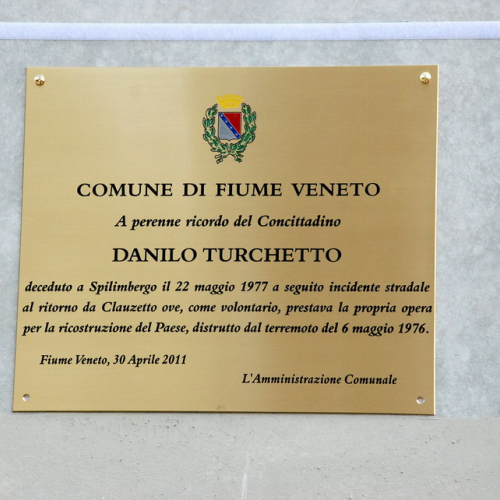 COMUNE DI FIUME VENETO
A perenne ricordo del Concittadino
DANILO TURCHETTO
deceduto a Spilimbergo il 22 maggio 1977 a seguito incidente stradale
al ritorno da Clauzetto ove, come volontario, prestava la propria opera
per la ricostruzione del Paese, distrutto dal terremoto del 6 maggio 1976.
Fiume Veneto, 30 Aprile 2011
L'Amministrazione Comunale